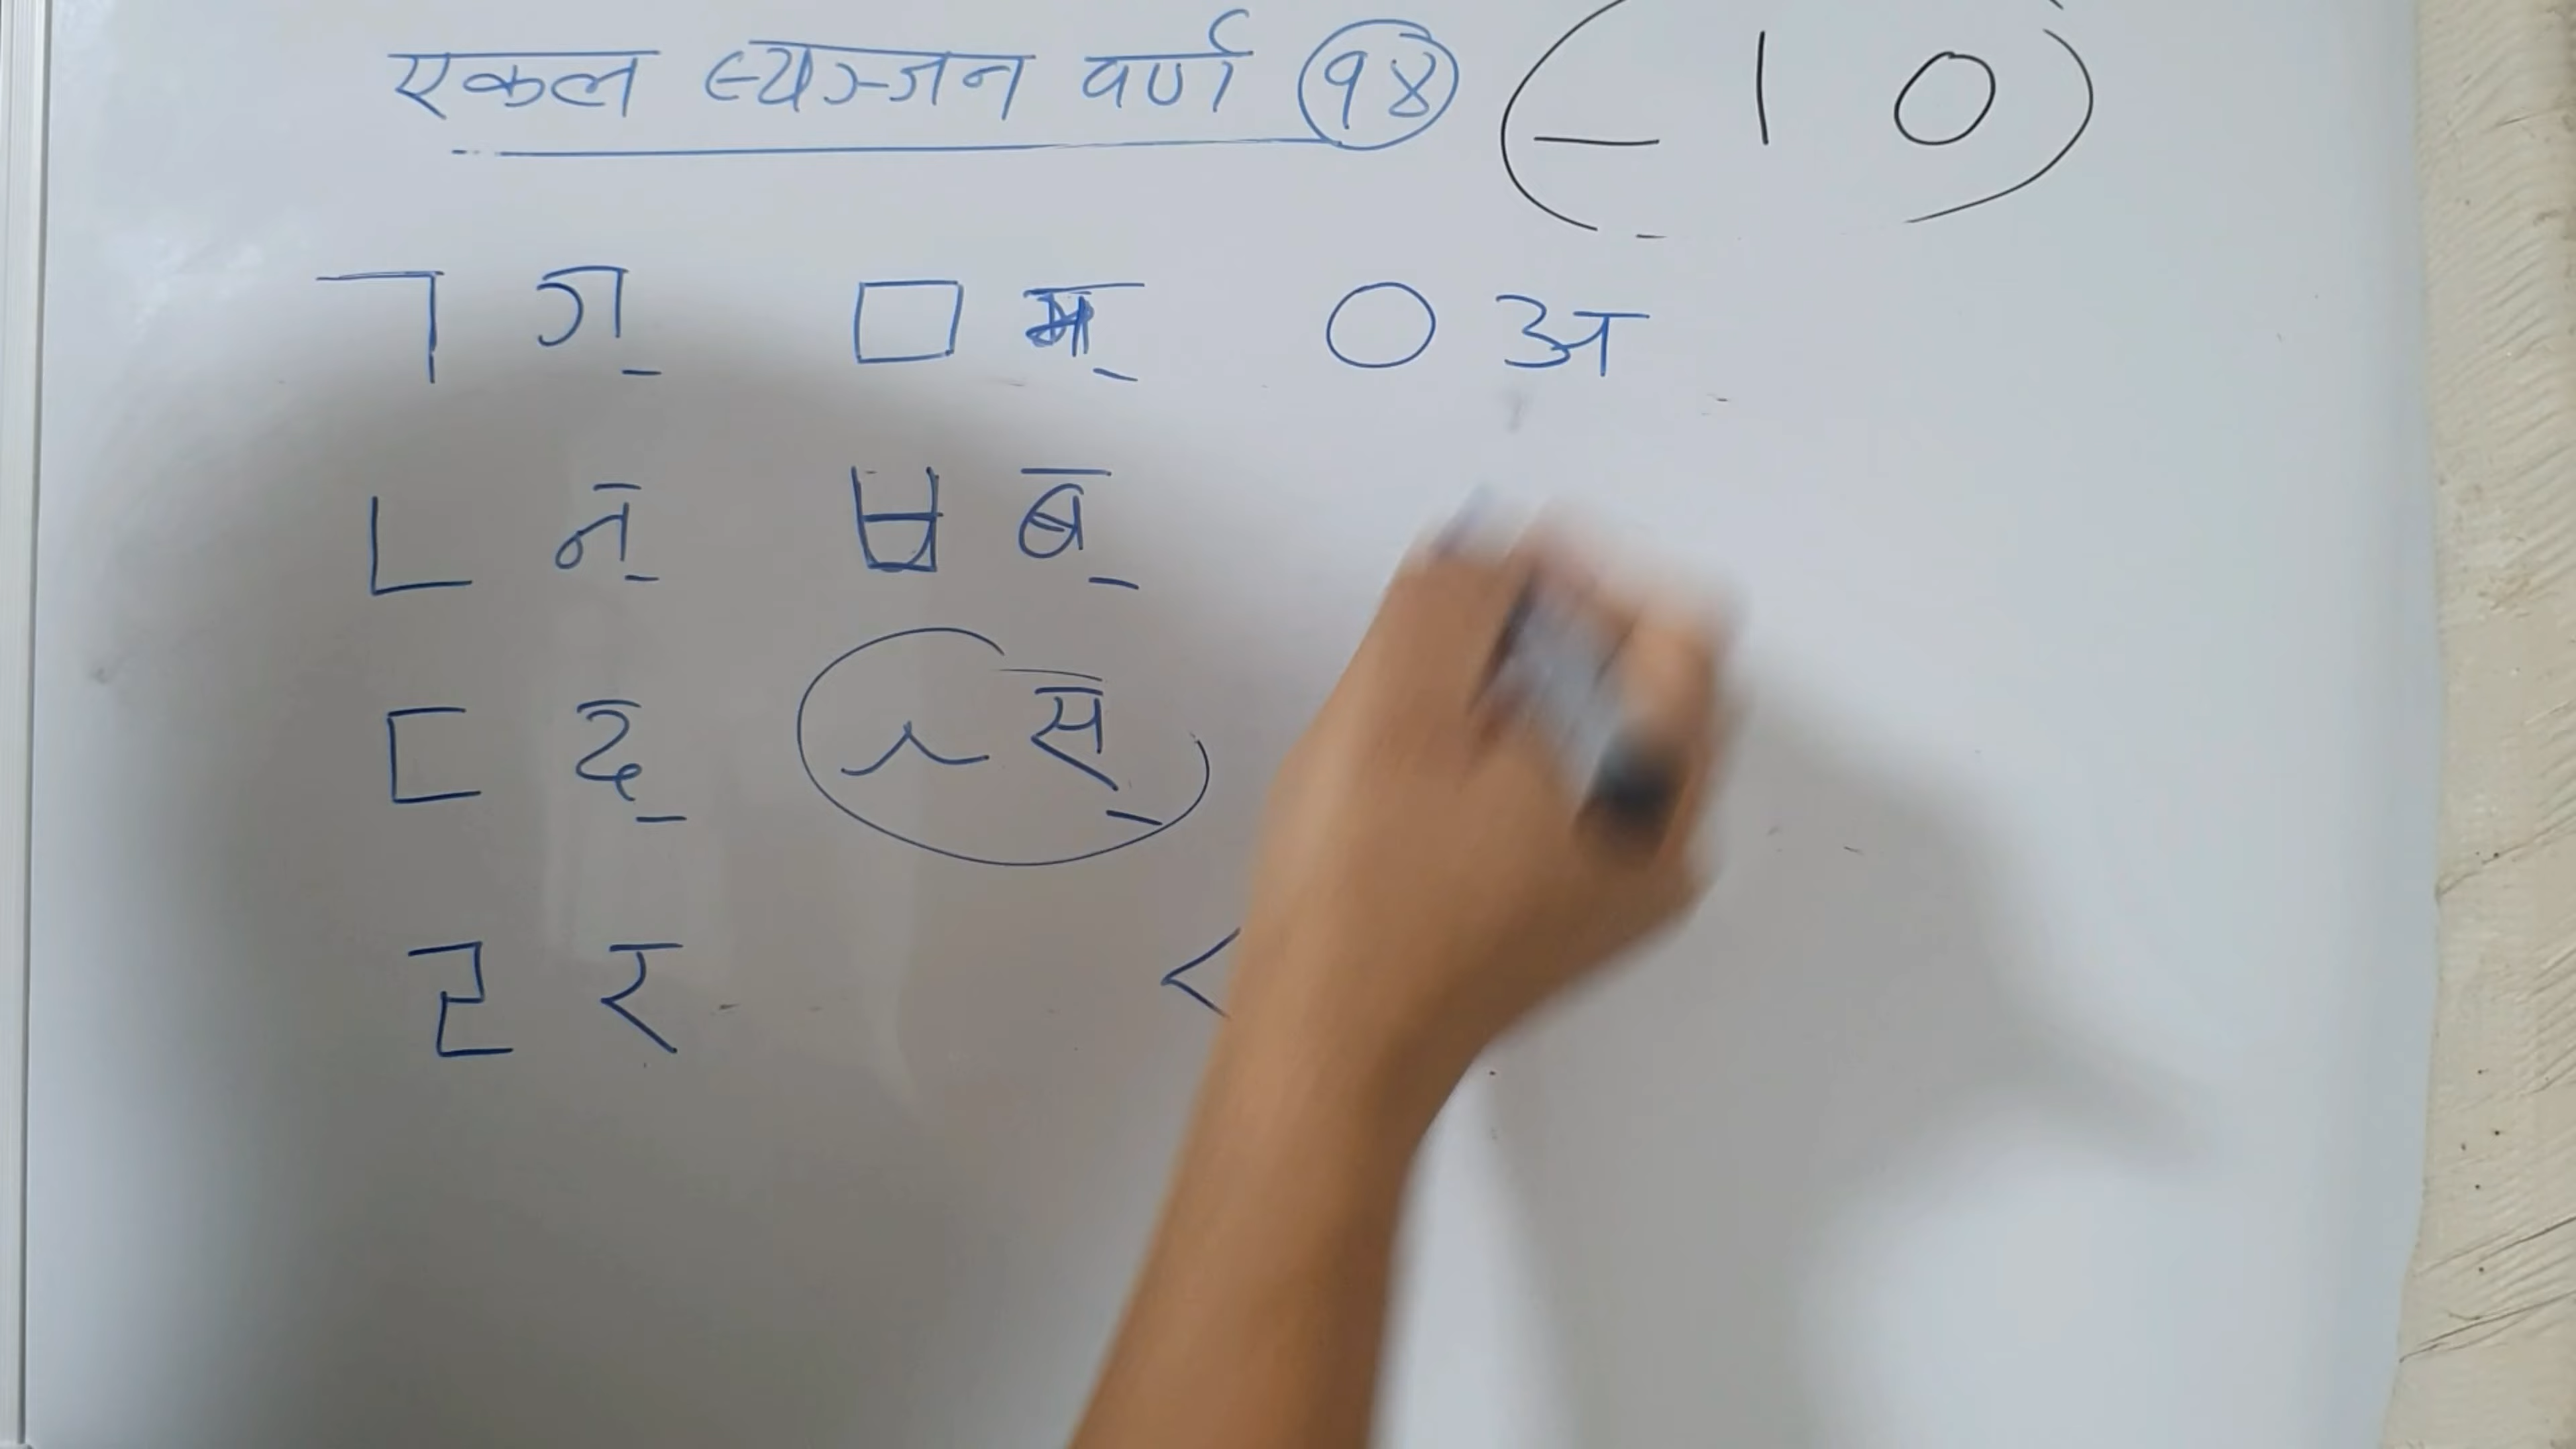 एकल व्यञ्जन वर्ण १४ ㅡ ㅣ ㅇ
ㄱ ग् ㅁ म् ㅇ अ
ㄴ न् ㅂ ब्
ㄷ द् ㅅ स्
ㄹ र <